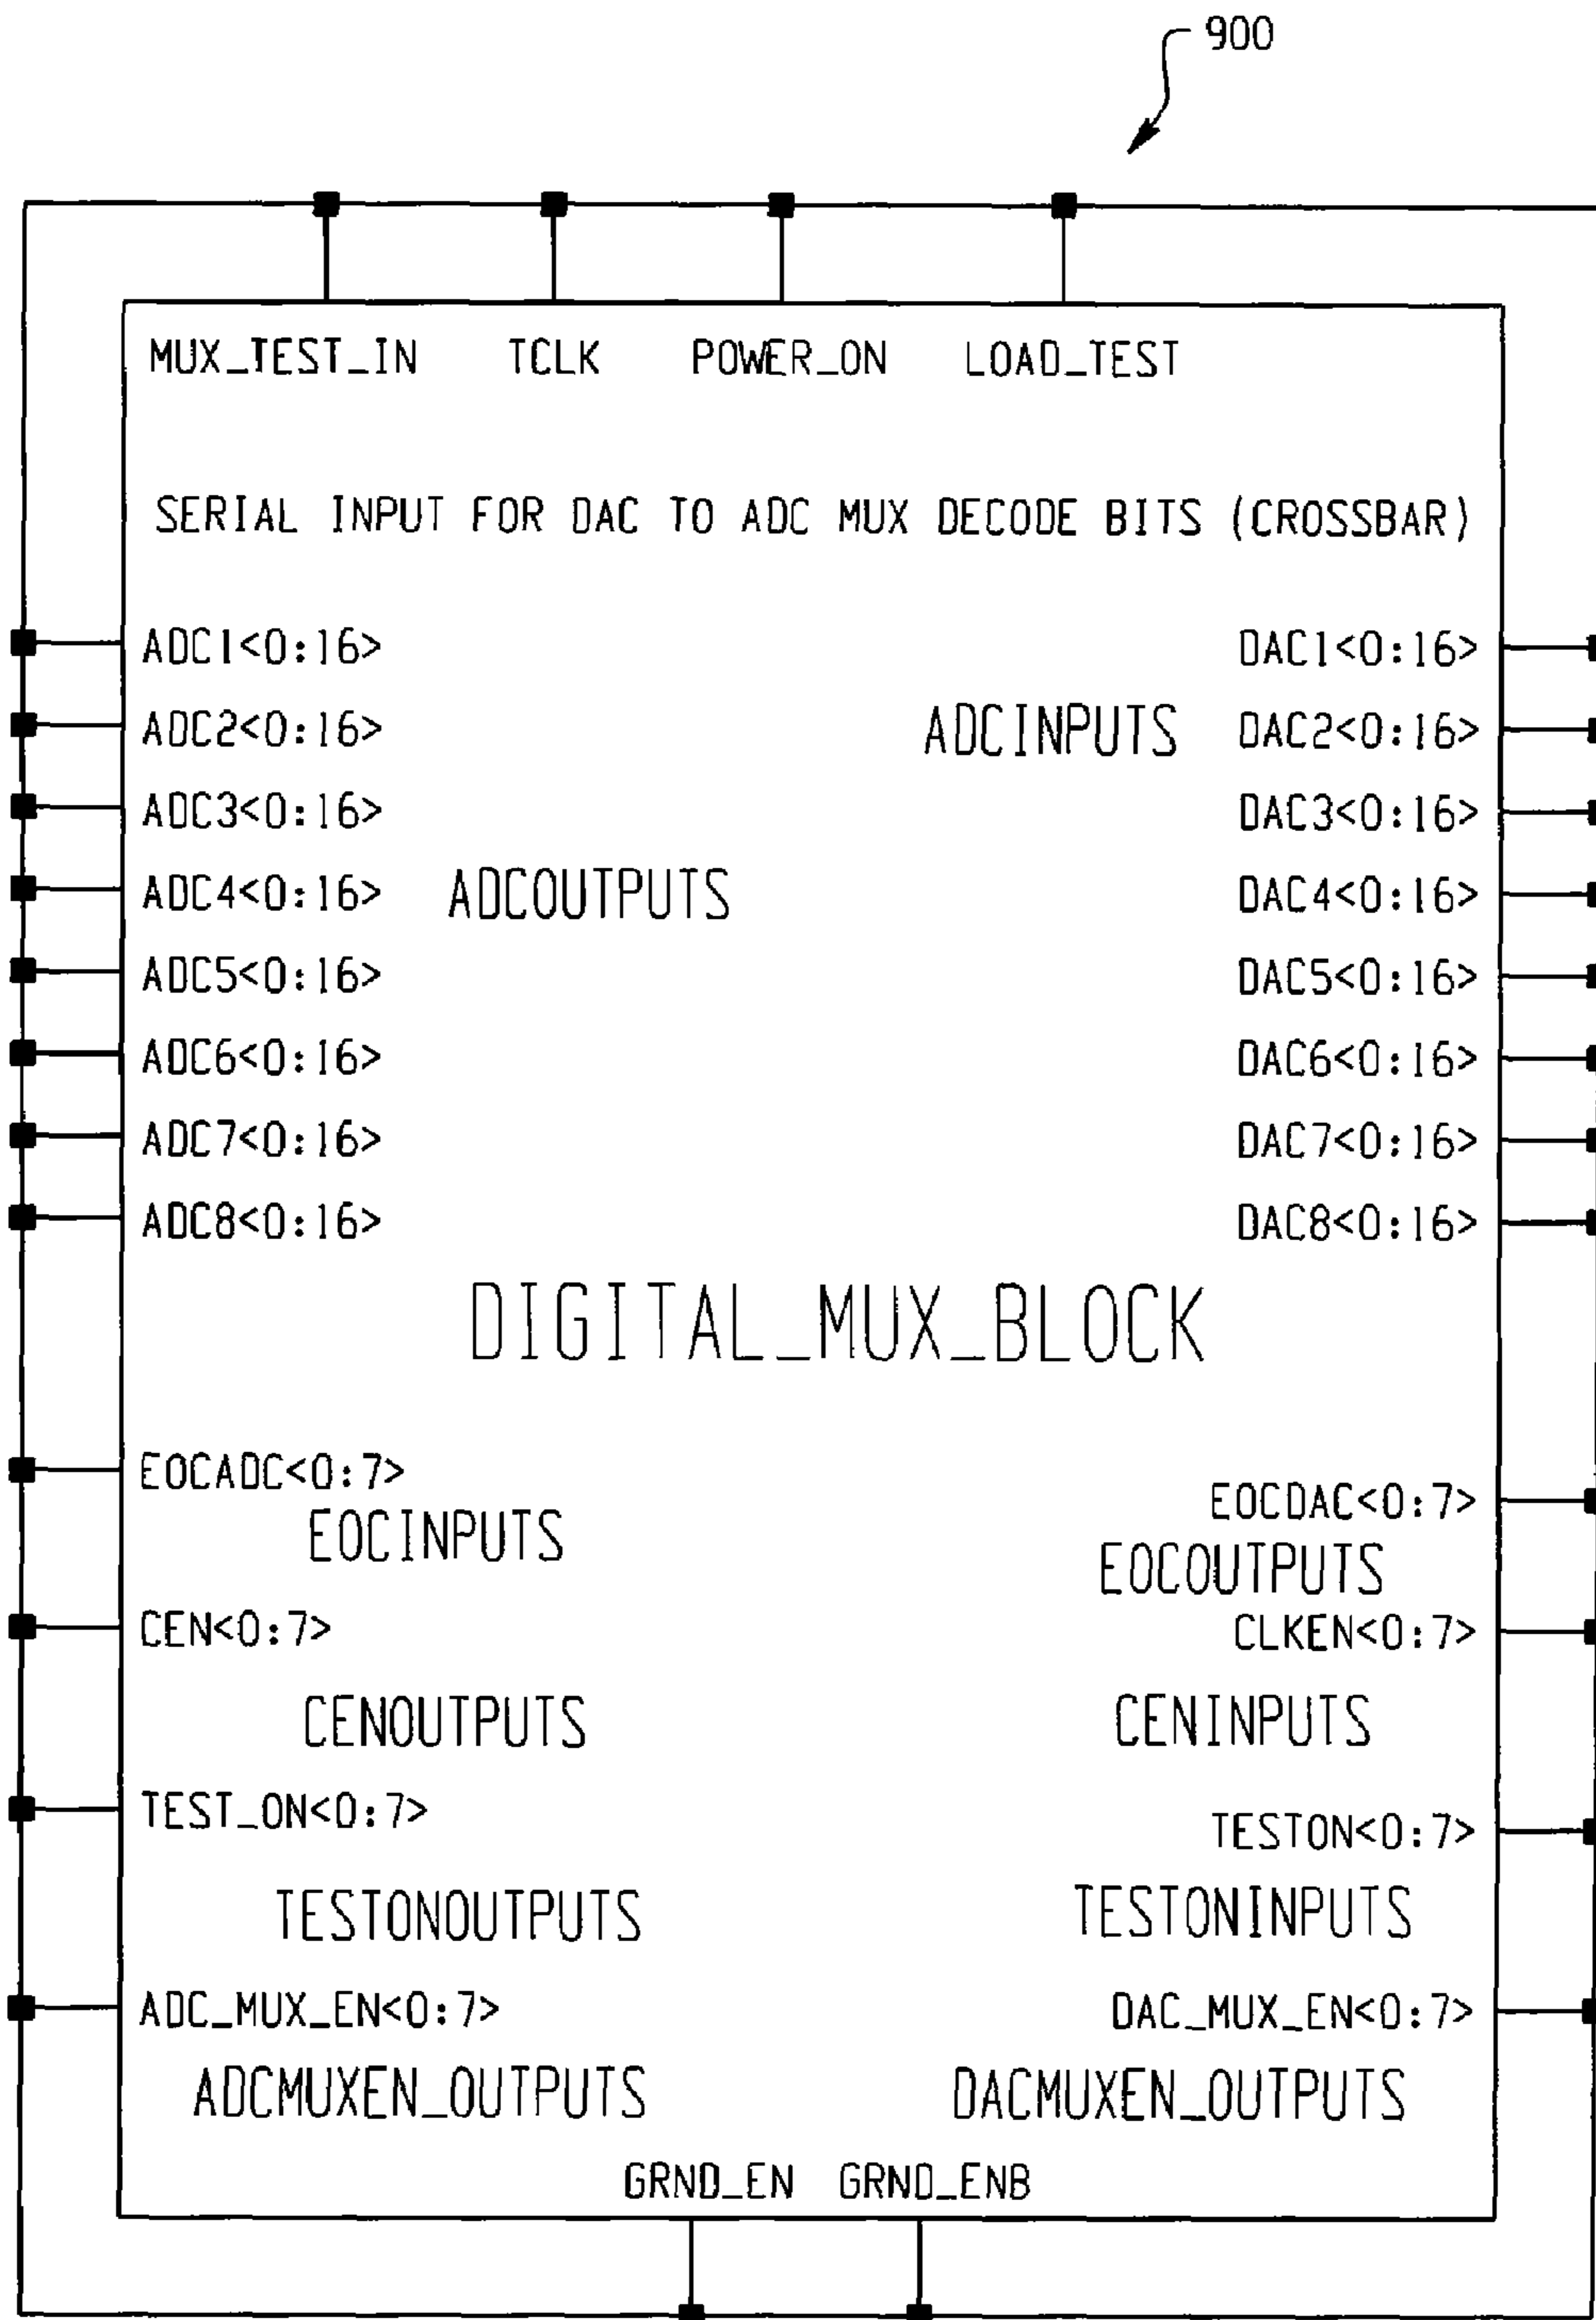 900
MUX_TEST_IN TCLK POWER_ON LOAD_TEST
SERIAL INPUT FOR DAC TO ADC MUX DECODE BITS (CROSSBAR)
ADC1<0:16> DAC1<0:16>
ADC2<0:16> ADCINPUTS DAC2<0:16>
ADC3<0:16> DAC3<0:16>
ADC4<0:16> ADCOUTPUTS DAC4<0:16>
ADC5<0:16> DAC5<0:16>
ADC6<0:16> DAC6<0:16>
ADC7<0:16> DAC7<0:16>
ADC8<0:16> DAC8<0:16>
DIGITAL_MUX_BLOCK
EOCADC<0:7> EOCDAC<0:7>
EOCINPUTS EOCOUTPUTS
CEN<0:7> CLKEN<0:7>
CENOUTPUTS CENINPUTS
TEST_ON<0:7> TESTON<0:7>
TESTONOUTPUTS TESTONINPUTS
ADC_MUX_EN<0:7> DAC_MUX_EN<0:7>
ADCMUXEN_OUTPUTS DACMUXEN_OUTPUTS
GRND_EN GRND_ENB